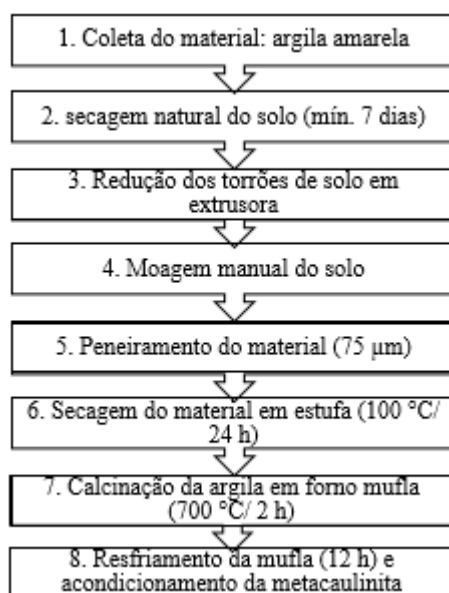 1. Coleta do material: argila amarela
2. secagem natural do solo (mín. 7 dias)
3. Redução dos torrões de solo em
extrusora
4. Moagem manual do solo
5. Peneiramento do material (75 µm)
6. Secagem do material em estufa (100 °C/
24 h)
7. Calcinação da argila em forno mufla
(700 °C/ 2 h)
8. Resfriamento da mufla (12 h) e
acondicionamento da metacaulinita